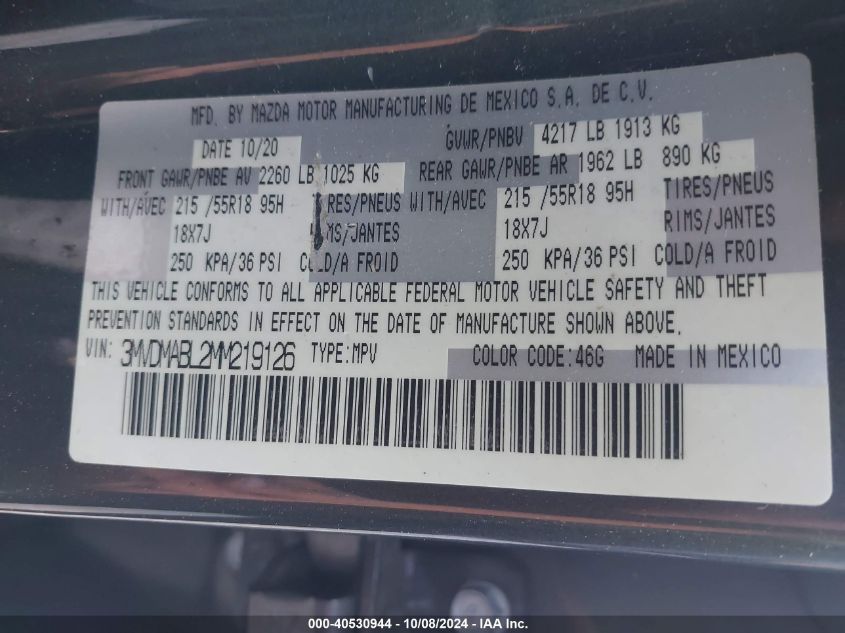 MFD. BY MAZDA MOTOR MANUFACTURING DE MEXICO S.A. DE C.V.
DATE 10/20 GVWR/PNBV 4217 LB 1913 KG
FRONT GAWR/PNBE AV 2260 LB 1025 KG REAR GAWR/PNBE AR 1962 LB 890 KG
WITH/AVEC 215 /55R18 95H TIRES/PNEUS WITH/AVEC 215 /55R18 95H TIRES/PNEUS
18X7J RIMS/JANTES 18X7J RIMS/JANTES
250 KPA/36 PSI COLD/A FROID 250 KPA/36 PSI COLD/A FROID
THIS VEHICLE CONFORMS TO ALL APPLICABLE FEDERAL MOTOR VEHICLE SAFETY AND THEFT
PREVENTION STANDARDS IN EFFECT ON THE DATE OF MANUFACTURE SHOWN ABOVE.
VIN: 3MVDMABL2MM219126 TYPE:MPV COLOR CODE:46G MADE IN MEXICO
000-40530944 - 10/08/2024 - IAA Inc.